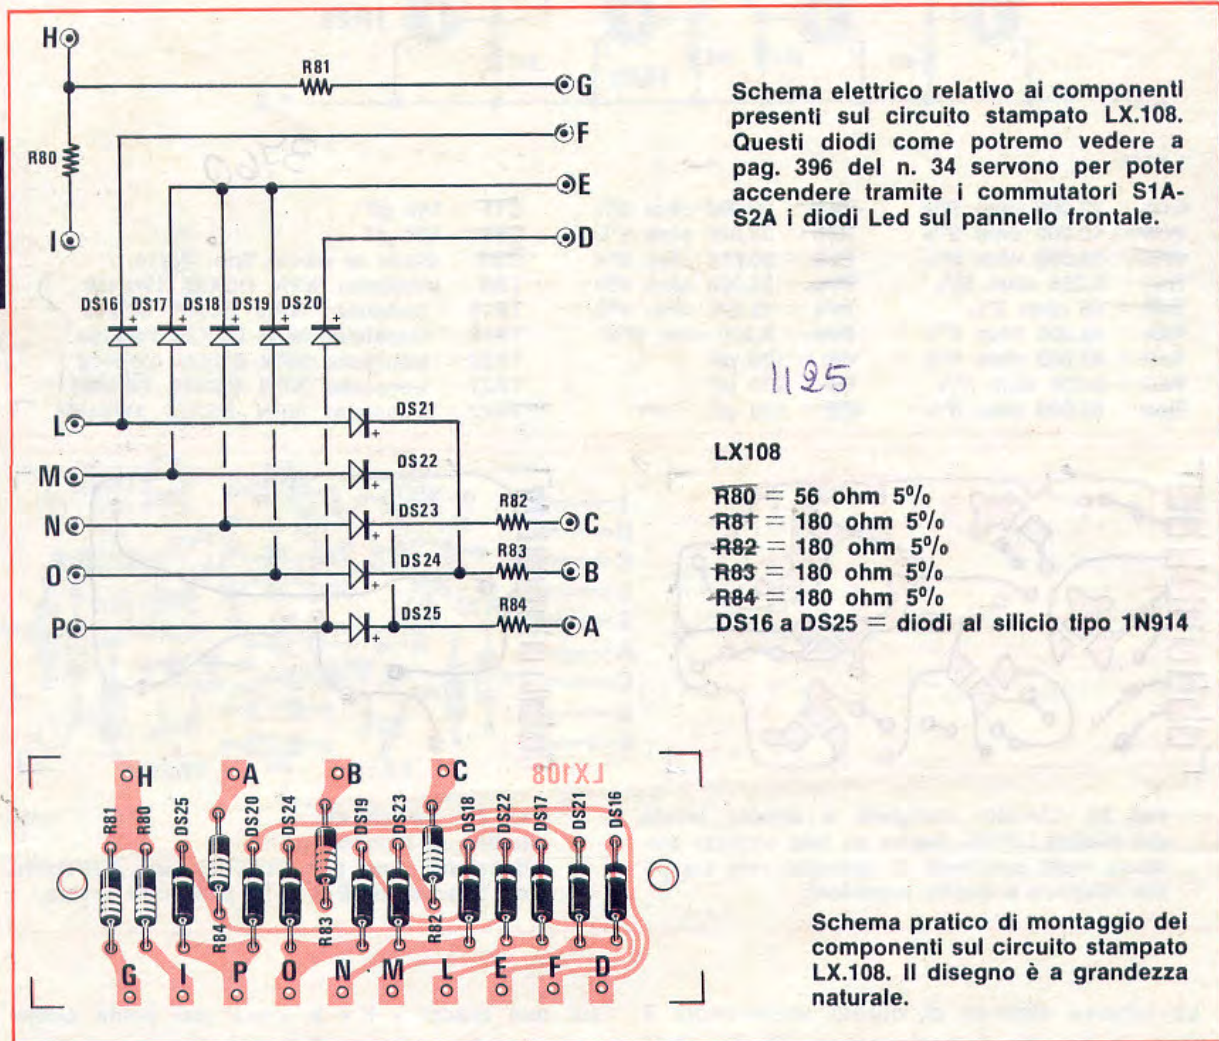 H
R81
G
F
R80
E
I
D
DS16 DS17 DS18 DS19 DS20
+ + + + +
L
DS21
+
M
DS22
+
N
DS23
+
R82
C
O
DS24
+
R83
B
P
DS25
+
R84
A
Schema elettrico relativo ai componenti
presenti sul circuito stampato LX.108.
Questi diodi come potremo vedere a
pag. 396 del n. 34 servono per poter
accendere tramite i commutatori S1A-
S2A i diodi Led sul pannello frontale.
1125
LX108
R80 = 56 ohm 5%
R81 = 180 ohm 5%
R82 = 180 ohm 5%
R83 = 180 ohm 5%
R84 = 180 ohm 5%
DS16 a DS25 = diodi al silicio tipo 1N914
H A B C LX108
R81 R80 DS25 DS20 DS24 DS19 DS23 DS18 DS22 DS17 DS21 DS16
R84 R83 R82
G I P O N M L E F D
Schema pratico di montaggio dei
componenti sul circuito stampato
LX.108. Il disegno è a grandezza
naturale.